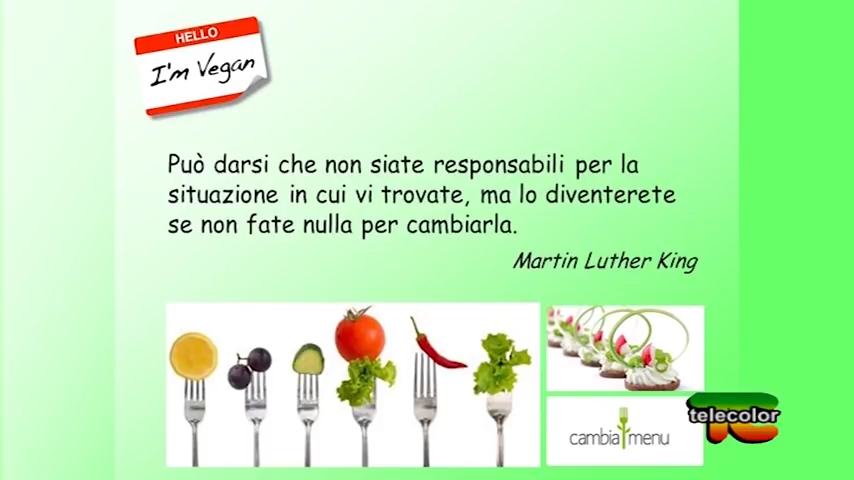 HELLO
I'm Vegan
Può darsi che non siate responsabili per la
situazione in cui vi trovate, ma lo diventerete
se non fate nulla per cambiarla.
Martin Luther King
cambia menu
telecolor